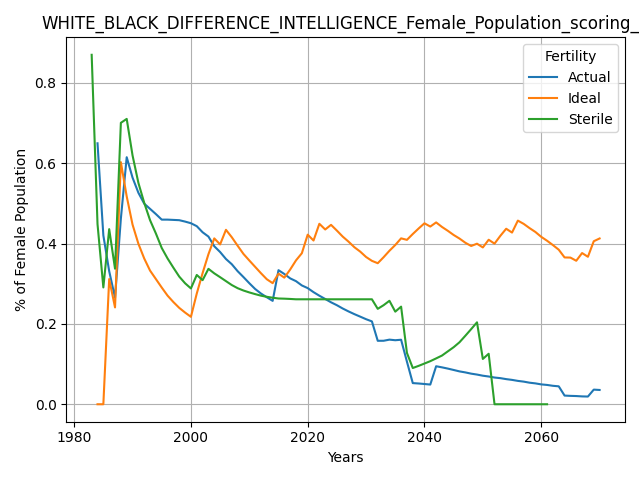 WHITE_BLACK_DIFFERENCE_INTELLIGENCE_Female_Population_scoring_
Fertility
Actual
Ideal
Sterile
% of Female Population
0.8
0.6
0.4
0.2
0.0
1980 2000 2020 2040 2060
Years